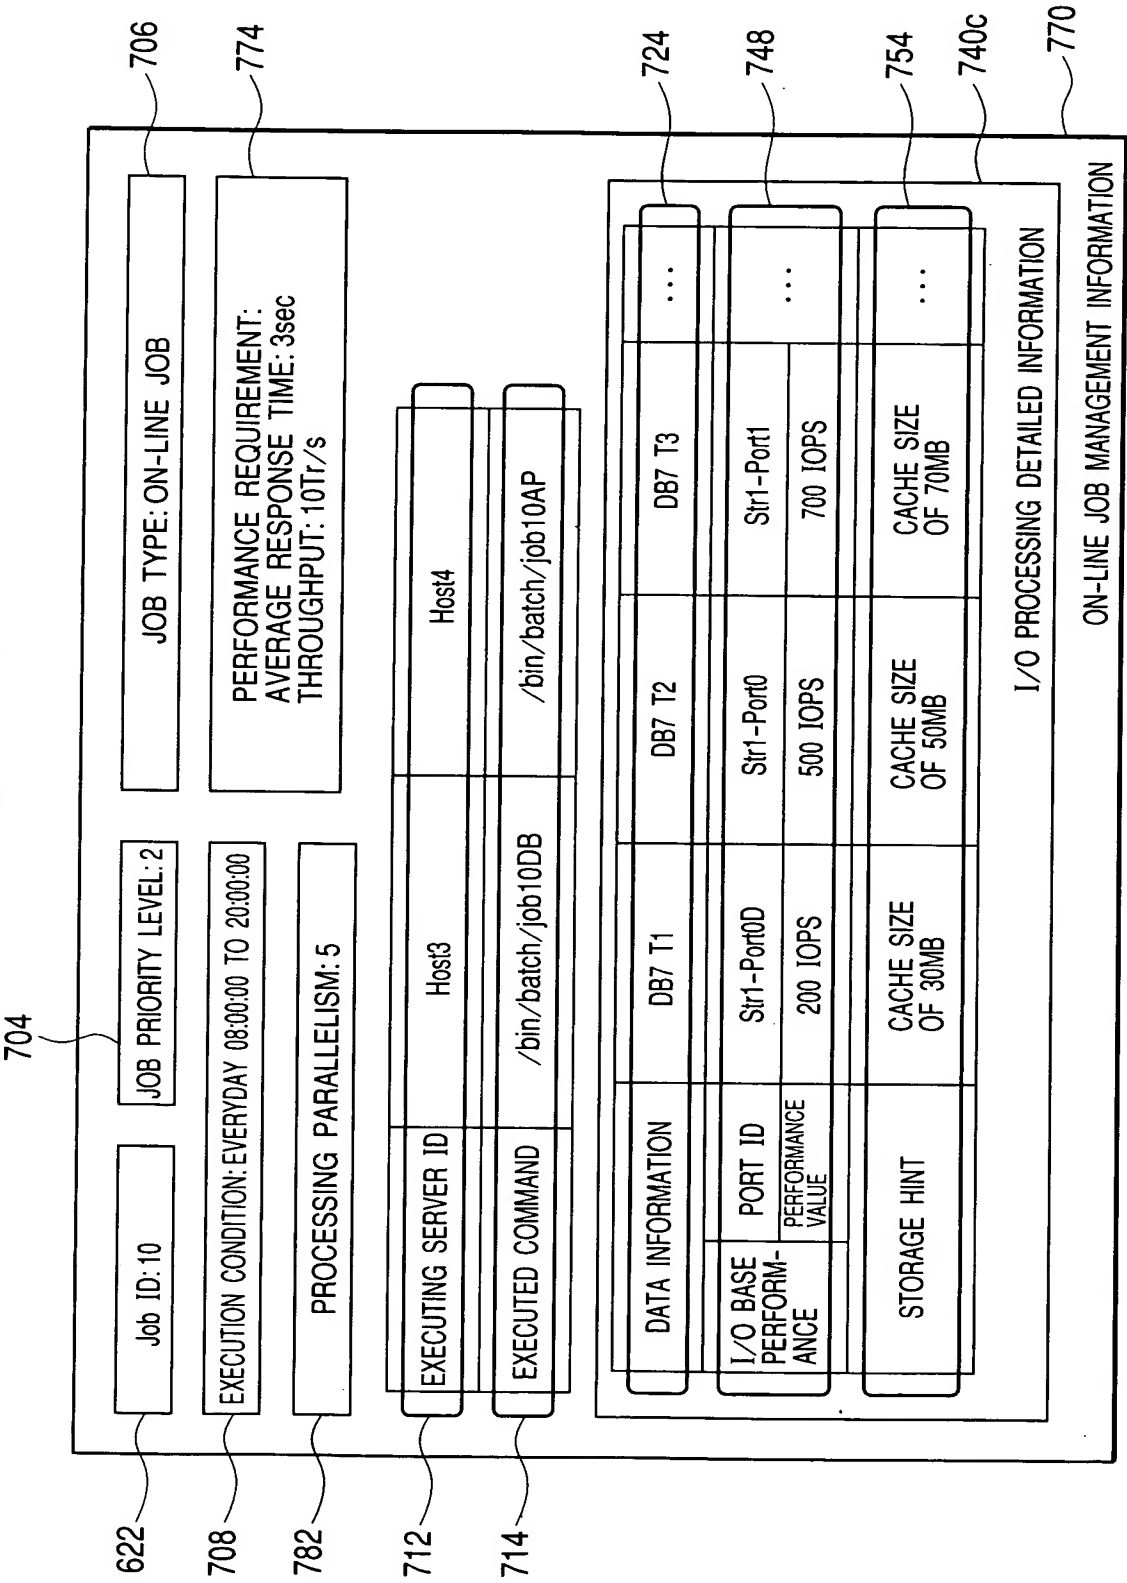 704
622
Job ID:10
JOB PRIORITY LEVEL:2
JOB TYPE: ON-LINE JOB
706
708
EXECUTION CONDITION: EVERYDAY 08:00:00 TO 20:00:00
PERFORMANCE REQUIREMENT:
AVERAGE RESPONSE TIME: 3sec
THROUGHPUT: 10Tr/s
774
782
PROCESSING PARALLELISM: 5
712
EXECUTING SERVER ID
Host3
Host4
714
EXECUTED COMMAND
/bin/batch/job10DB
/bin/batch/job10AP
DATA INFORMATION
DB7 T1
DB7 T2
DB7 T3
...
724
I/O BASE
PERFORM-
ANCE
PORT ID
Str1-Port0D
Str1-Port0
Str1-Port1
...
748
PERFORMANCE
VALUE
200 IOPS
500 IOPS
700 IOPS
STORAGE HINT
CACHE SIZE
OF 30MB
CACHE SIZE
OF 50MB
CACHE SIZE
OF 70MB
...
754
I/O PROCESSING DETAILED INFORMATION
740c
ON-LINE JOB MANAGEMENT INFORMATION
770